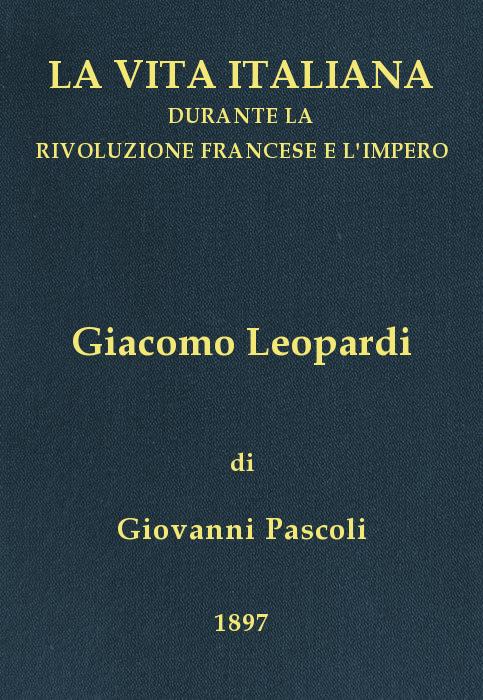 LA VITA ITALIANA
DURANTE LA
RIVOLUZIONE FRANCESE E L'IMPERO
Giacomo Leopardi
di
Giovanni Pascoli
1897